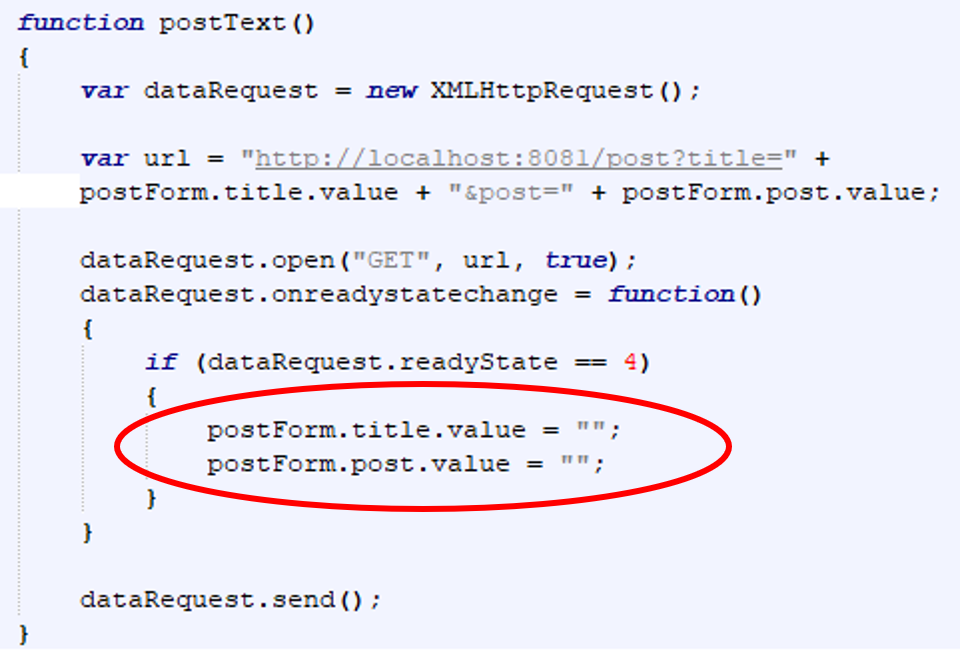 function postText()
{
var dataRequest = new XMLHttpRequest();
var url = "http://localhost:8081/post?title=" +
postForm.title.value + "&post=" + postForm.post.value;
dataRequest.open("GET", url, true);
dataRequest.onreadystatechange = function()
{
if (dataRequest.readyState == 4)
{
postForm.title.value = "";
postForm.post.value = "";
}
}
dataRequest.send();
}